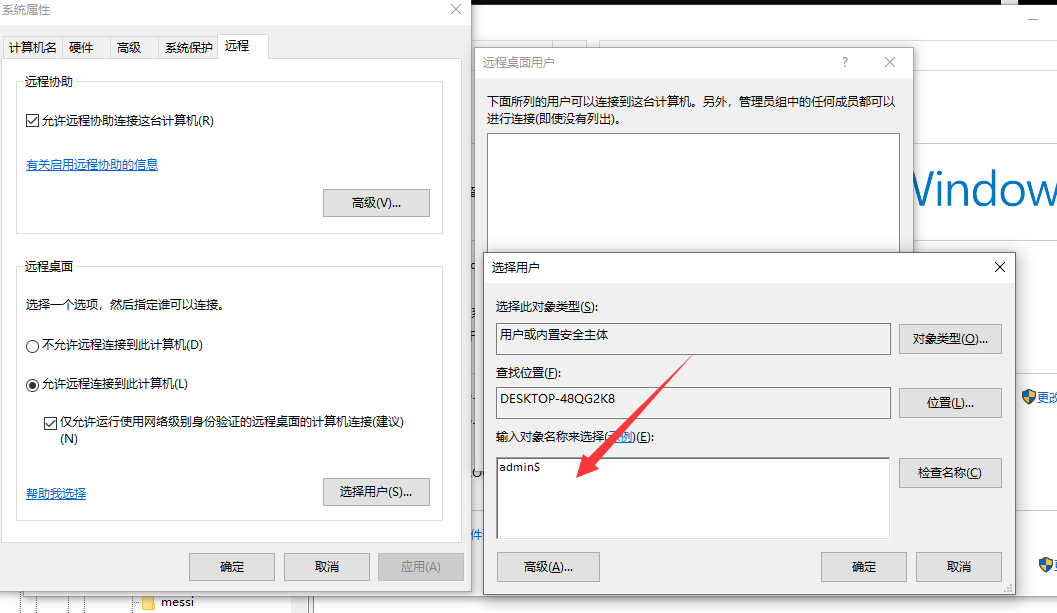 系统属性
计算机名
硬件
高级
系统保护
远程
远程协助
允许远程协助连接这台计算机(R)
有关启用远程协助的信息
高级(V)...
远程桌面
选择一个选项，然后指定谁可以连接。
不允许远程连接到此计算机(D)
允许远程连接到此计算机(L)
仅允许运行使用网络级别身份验证的远程桌面的计算机连接(建议)
(N)
帮助我选择
选择用户(S)...
确定
取消
应用(A)
messi
远程桌面用户
?
下面所列的用户可以连接到这台计算机。另外，管理员组中的任何成员都可以
进行连接(即使没有列出)。
选择用户
选择此对象类型(S):
用户或内置安全主体
对象类型(O)...
查找位置(F):
DESKTOP-48QG2K8
位置(L)...
输入对象名称来选择(示例)(E):
admin$
检查名称(C)
高级(A)...
确定
取消
Window
更改